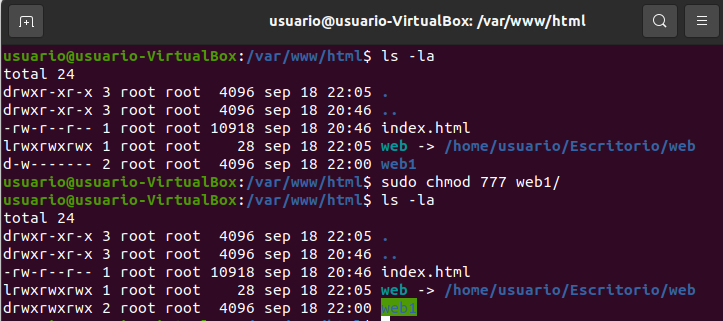 usuario@usuario-VirtualBox: /var/www/html
usuario@usuario-VirtualBox:/var/www/html$ ls -la
total 24
drwxr-xr-x 3 root root  4096 sep 18 22:05 .
drwxr-xr-x 3 root root  4096 sep 18 20:46 ..
-rw-r--r-- 1 root root 10918 sep 18 20:46 index.html
lrwxrwxrwx 1 root root    28 sep 18 22:05 web -> /home/usuario/Escritorio/web
d-w------- 2 root root  4096 sep 18 22:00 web1
usuario@usuario-VirtualBox:/var/www/html$ sudo chmod 777 web1/
usuario@usuario-VirtualBox:/var/www/html$ ls -la
total 24
drwxr-xr-x 3 root root  4096 sep 18 22:05 .
drwxr-xr-x 3 root root  4096 sep 18 20:46 ..
-rw-r--r-- 1 root root 10918 sep 18 20:46 index.html
lrwxrwxrwx 1 root root    28 sep 18 22:05 web -> /home/usuario/Escritorio/web
drwxrwxrwx 2 root root  4096 sep 18 22:00 web1